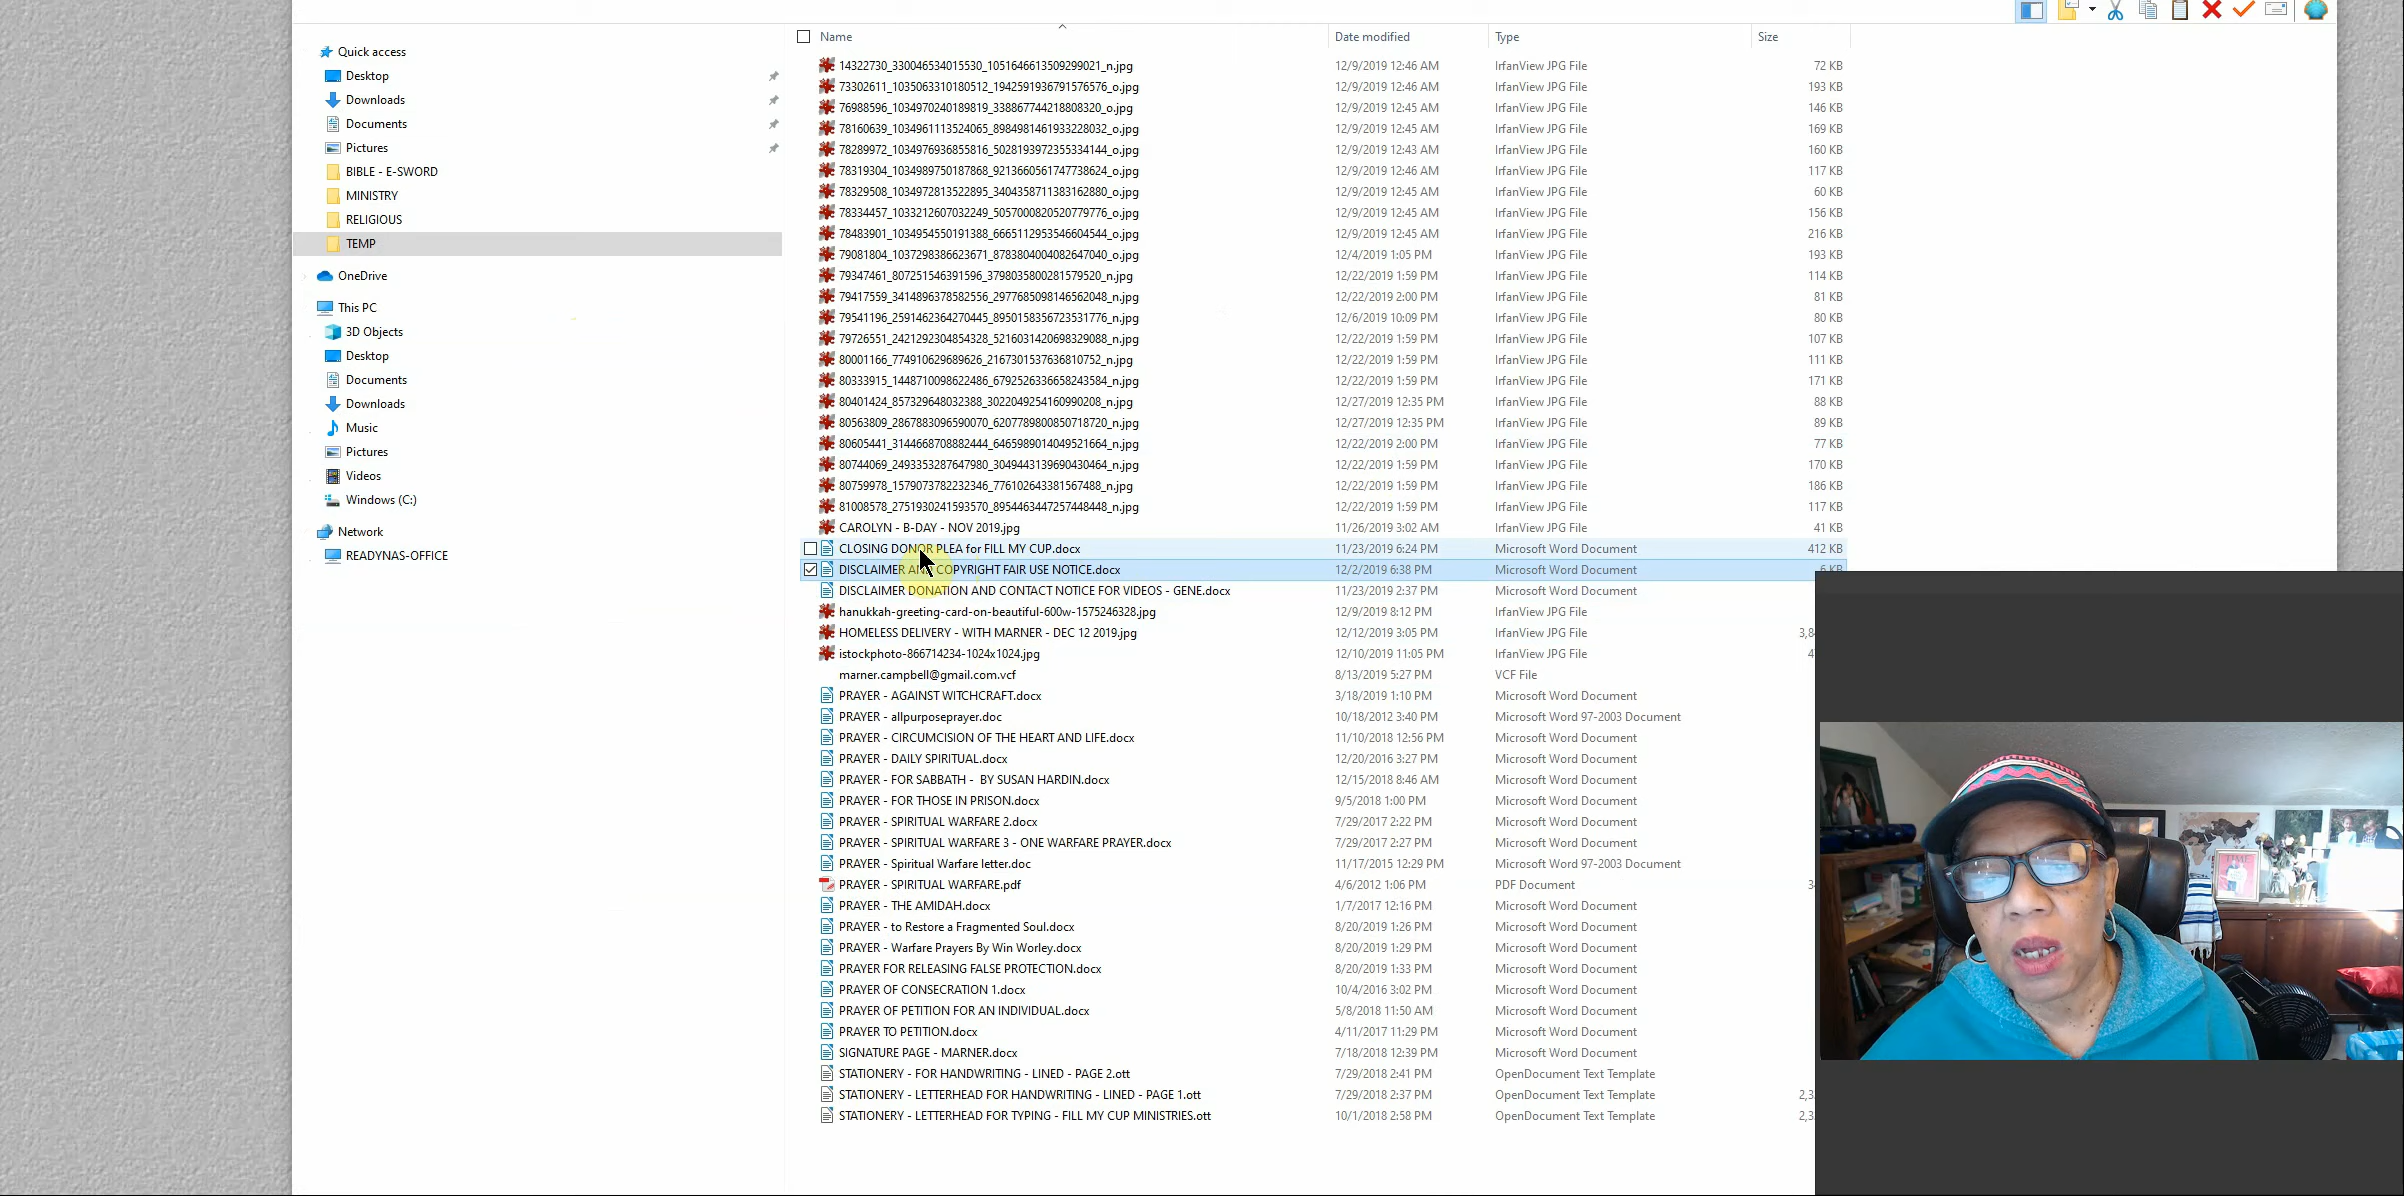 Name Date modified Type Size
Quick access
Desktop
Downloads
Documents
Pictures
BIBLE - E-SWORD
MINISTRY
RELIGIOUS
TEMP
OneDrive
This PC
3D Objects
Desktop
Documents
Downloads
Music
Pictures
Videos
Windows (C:)
Network
READYNAS-OFFICE
14322730_330046534015530_1051646613509299021_n.jpg 12/9/2019 12:46 AM IrfanView JPG File 72 KB
73302611_1035063310180512_1942591936791576576_o.jpg 12/9/2019 12:46 AM IrfanView JPG File 193 KB
76988596_1034970240189819_338867744218808320_o.jpg 12/9/2019 12:45 AM IrfanView JPG File 146 KB
78160639_1034961113524065_8984981461933228032_o.jpg 12/9/2019 12:45 AM IrfanView JPG File 169 KB
78289972_1034976936855816_5028193972355334144_o.jpg 12/9/2019 12:43 AM IrfanView JPG File 160 KB
78319304_1034989750187868_9213660561747738624_o.jpg 12/9/2019 12:46 AM IrfanView JPG File 117 KB
78329508_1034972813522895_3404358711383162880_o.jpg 12/9/2019 12:45 AM IrfanView JPG File 60 KB
78334457_1033212607032249_5057000820520779776_o.jpg 12/9/2019 12:45 AM IrfanView JPG File 156 KB
78483901_1034954550191388_6665112953546604544_o.jpg 12/9/2019 12:45 AM IrfanView JPG File 216 KB
79081804_1037298386623671_8783804004082647040_o.jpg 12/4/2019 1:05 PM IrfanView JPG File 193 KB
79347461_807251546391596_3798035800281579520_n.jpg 12/22/2019 1:59 PM IrfanView JPG File 114 KB
79417559_3414896378582556_2977685098146562048_n.jpg 12/22/2019 2:00 PM IrfanView JPG File 81 KB
79541196_2591462364270445_8950158356723531776_n.jpg 12/6/2019 10:09 PM IrfanView JPG File 80 KB
79726551_2421292304854328_5216031420698329088_n.jpg 12/22/2019 1:59 PM IrfanView JPG File 107 KB
80001166_774910629689626_2167301537636810752_n.jpg 12/22/2019 1:59 PM IrfanView JPG File 111 KB
80333915_1448710098622486_6792526336658243584_n.jpg 12/22/2019 1:59 PM IrfanView JPG File 171 KB
80401424_857329648032388_3022049254160990208_n.jpg 12/27/2019 12:35 PM IrfanView JPG File 88 KB
80563809_2867883096590070_6207789800850718720_n.jpg 12/27/2019 12:35 PM IrfanView JPG File 89 KB
80605441_3144668708882444_6465989014049521664_n.jpg 12/22/2019 2:00 PM IrfanView JPG File 77 KB
80744069_2493353287647980_3049443139690430464_n.jpg 12/22/2019 1:59 PM IrfanView JPG File 170 KB
80759978_1579073782232346_776102643381567488_n.jpg 12/22/2019 1:59 PM IrfanView JPG File 186 KB
81008578_2751930241593570_8954463447257448448_n.jpg 12/22/2019 1:59 PM IrfanView JPG File 117 KB
CAROLYN - B-DAY - NOV 2019.jpg 11/26/2019 3:02 AM IrfanView JPG File 41 KB
CLOSING DONOR PLEA for FILL MY CUP.docx 11/23/2019 6:24 PM Microsoft Word Document 412 KB
DISCLAIMER AND COPYRIGHT FAIR USE NOTICE.docx 12/2/2019 6:38 PM Microsoft Word Document 6 KB
DISCLAIMER DONATION AND CONTACT NOTICE FOR VIDEOS - GENE.docx 11/23/2019 2:37 PM Microsoft Word Document
hanukkah-greeting-card-on-beautiful-600w-1575246328.jpg 12/9/2019 8:12 PM IrfanView JPG File
HOMELESS DELIVERY - WITH MARNER - DEC 12 2019.jpg 12/12/2019 3:05 PM IrfanView JPG File 3,8
istockphoto-866714234-1024x1024.jpg 12/10/2019 11:05 PM IrfanView JPG File 4
marner.campbell@gmail.com.vcf 8/13/2019 5:27 PM VCF File
PRAYER - AGAINST WITCHCRAFT.docx 3/18/2019 1:10 PM Microsoft Word Document
PRAYER - allpurposeprayer.doc 10/18/2012 3:40 PM Microsoft Word 97-2003 Document
PRAYER - CIRCUMCISION OF THE HEART AND LIFE.docx 11/10/2018 12:56 PM Microsoft Word Document
PRAYER - DAILY SPIRITUAL.docx 12/20/2016 3:27 PM Microsoft Word Document
PRAYER - FOR SABBATH - BY SUSAN HARDIN.docx 12/15/2018 8:46 AM Microsoft Word Document
PRAYER - FOR THOSE IN PRISON.docx 9/5/2018 1:00 PM Microsoft Word Document
PRAYER - SPIRITUAL WARFARE 2.docx 7/29/2017 2:22 PM Microsoft Word Document
PRAYER - SPIRITUAL WARFARE 3 - ONE WARFARE PRAYER.docx 7/29/2017 2:27 PM Microsoft Word Document
PRAYER - Spiritual Warfare letter.doc 11/17/2015 12:29 PM Microsoft Word 97-2003 Document
PRAYER - SPIRITUAL WARFARE.pdf 4/6/2012 1:06 PM PDF Document 3
PRAYER - THE AMIDAH.docx 1/7/2017 12:16 PM Microsoft Word Document
PRAYER - to Restore a Fragmented Soul.docx 8/20/2019 1:26 PM Microsoft Word Document
PRAYER - Warfare Prayers By Win Worley.docx 8/20/2019 1:29 PM Microsoft Word Document
PRAYER FOR RELEASING FALSE PROTECTION.docx 8/20/2019 1:33 PM Microsoft Word Document
PRAYER OF CONSECRATION 1.docx 10/4/2016 3:02 PM Microsoft Word Document
PRAYER OF PETITION FOR AN INDIVIDUAL.docx 5/8/2018 11:50 AM Microsoft Word Document
PRAYER TO PETITION.docx 4/11/2017 11:29 PM Microsoft Word Document
SIGNATURE PAGE - MARNER.docx 7/18/2018 12:39 PM Microsoft Word Document
STATIONERY - FOR HANDWRITING - LINED - PAGE 2.ott 7/29/2018 2:41 PM OpenDocument Text Template
STATIONERY - LETTERHEAD FOR HANDWRITING - LINED - PAGE 1.ott 7/29/2018 2:37 PM OpenDocument Text Template 2,3
STATIONERY - LETTERHEAD FOR TYPING - FILL MY CUP MINISTRIES.ott 10/1/2018 2:58 PM OpenDocument Text Template 2,3